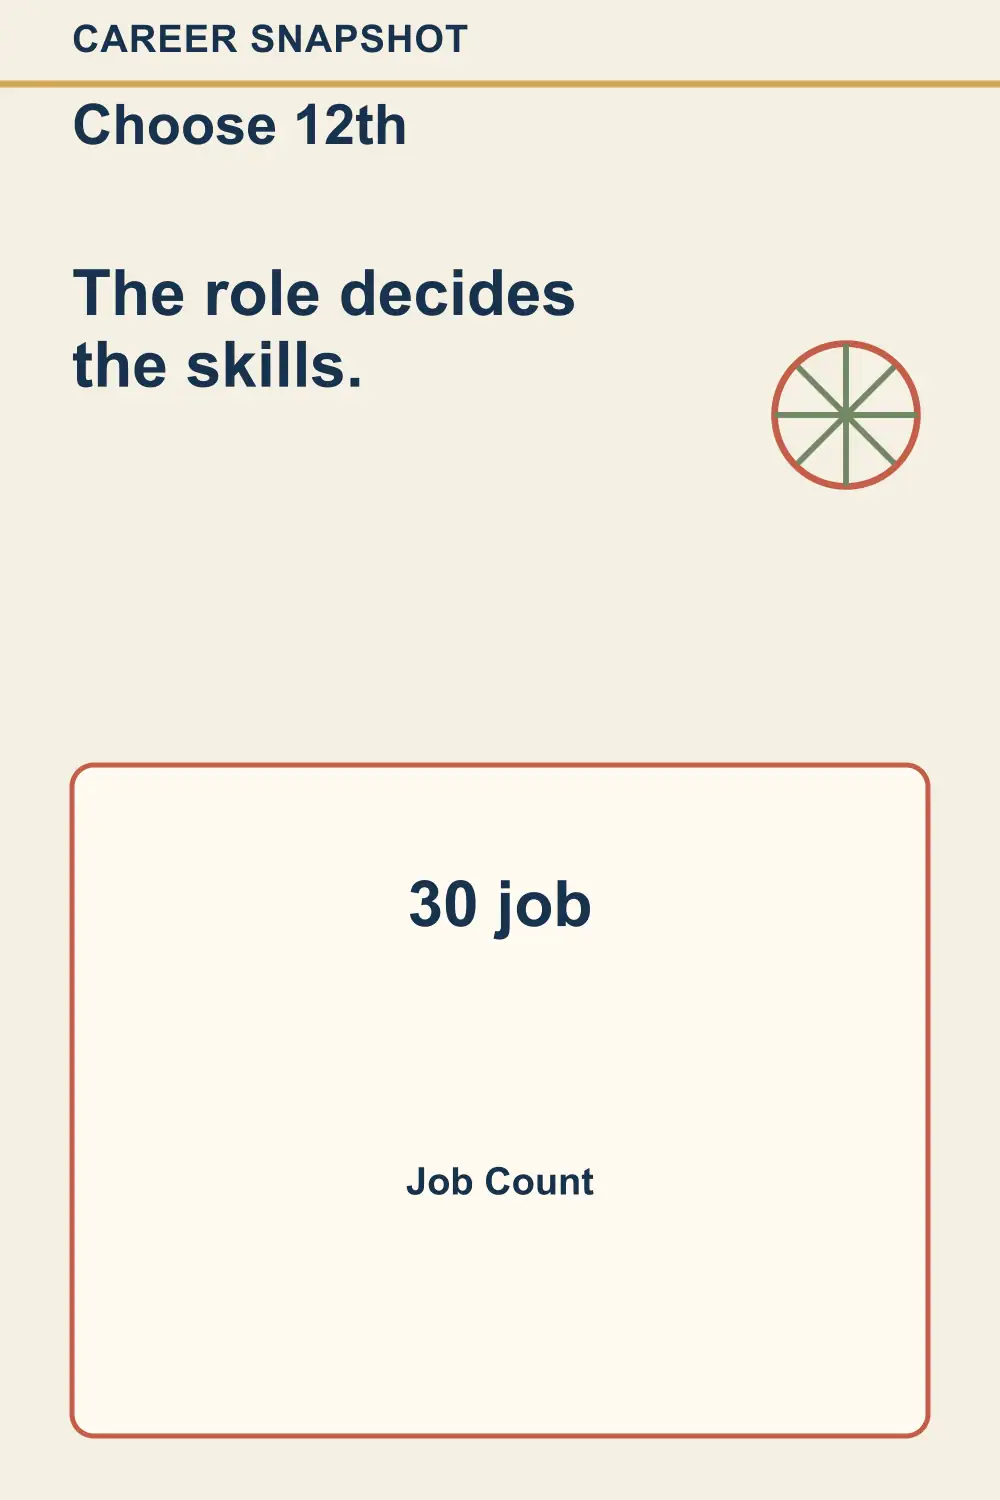 CAREER SNAPSHOT
Choose 12th
The role decides
the skills.
30 job
Job Count